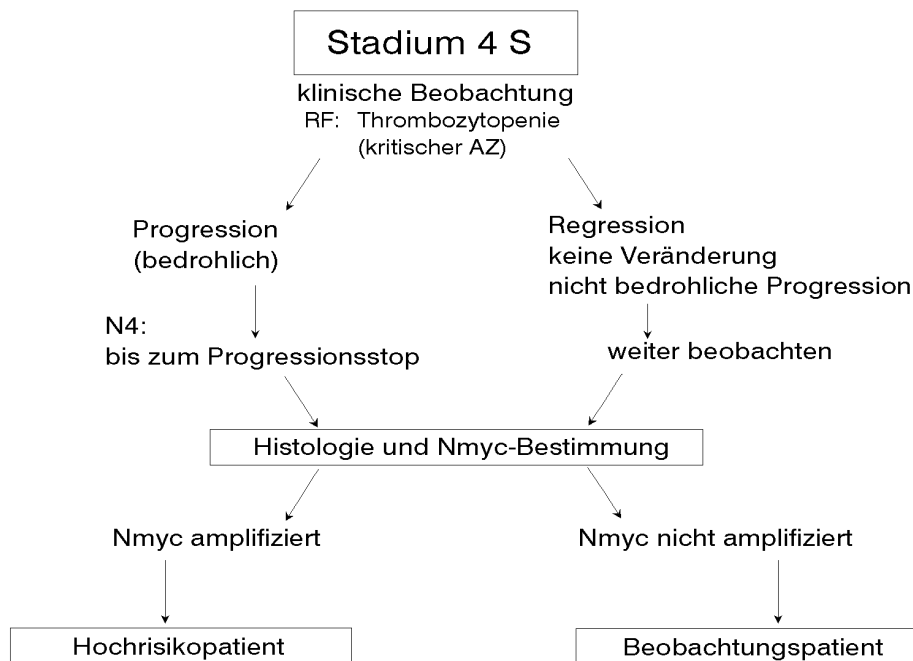 Stadium 4 S
klinische Beobachtung
RF: Thrombozytopenie
(kritischer AZ)
Progression
(bedrohlich)
Regression
keine Veränderung
nicht bedrohliche Progression
N4:
bis zum Progressionsstop
weiter beobachten
Histologie und Nmyc-Bestimmung
Nmyc amplifiziert
Nmyc nicht amplifiziert
Hochrisikopatient
Beobachtungspatient